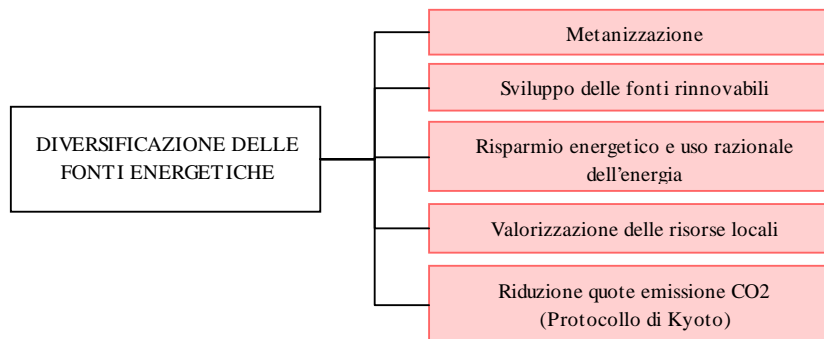 Metanizzazione
Sviluppo delle fonti rinnovabili
DIVERSIFICAZIONE DELLE
FONTI ENERGETICHE
Risparmio energetico e uso razionale
dell'energia
Valorizzazione delle risorse locali
Riduzione quote emissione CO2
(Protocollo di Kyoto)